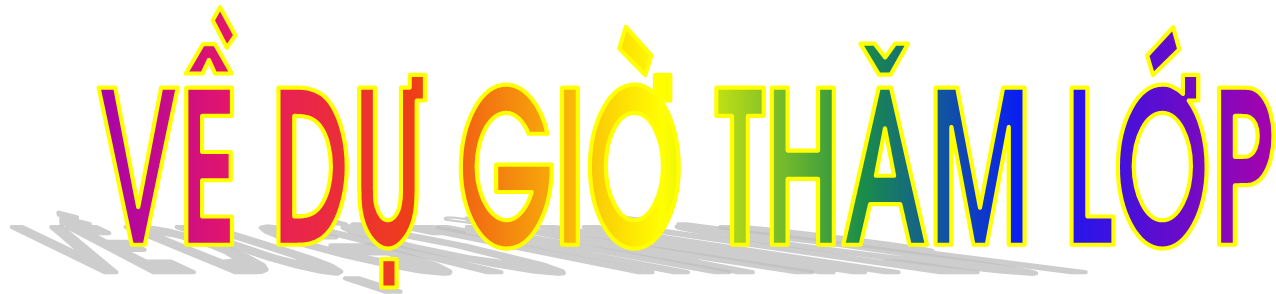 VỀ DỰ GIỜ THĂM LỚP